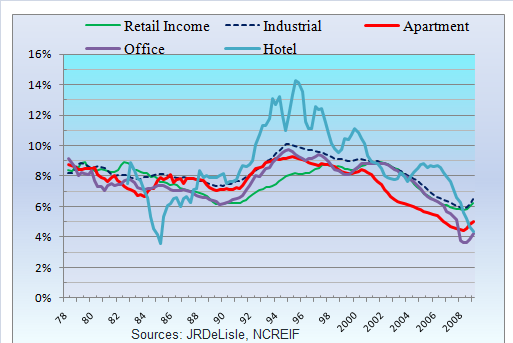 Retail Income Industrial Apartment
Office Hotel
16%
14%
12%
10%
8%
6%
4%
2%
0%
78 80 82 84 86 88 90 92 94 96 98 2000 2002 2004 2006 2008
Sources: JRDeLisle, NCREIF